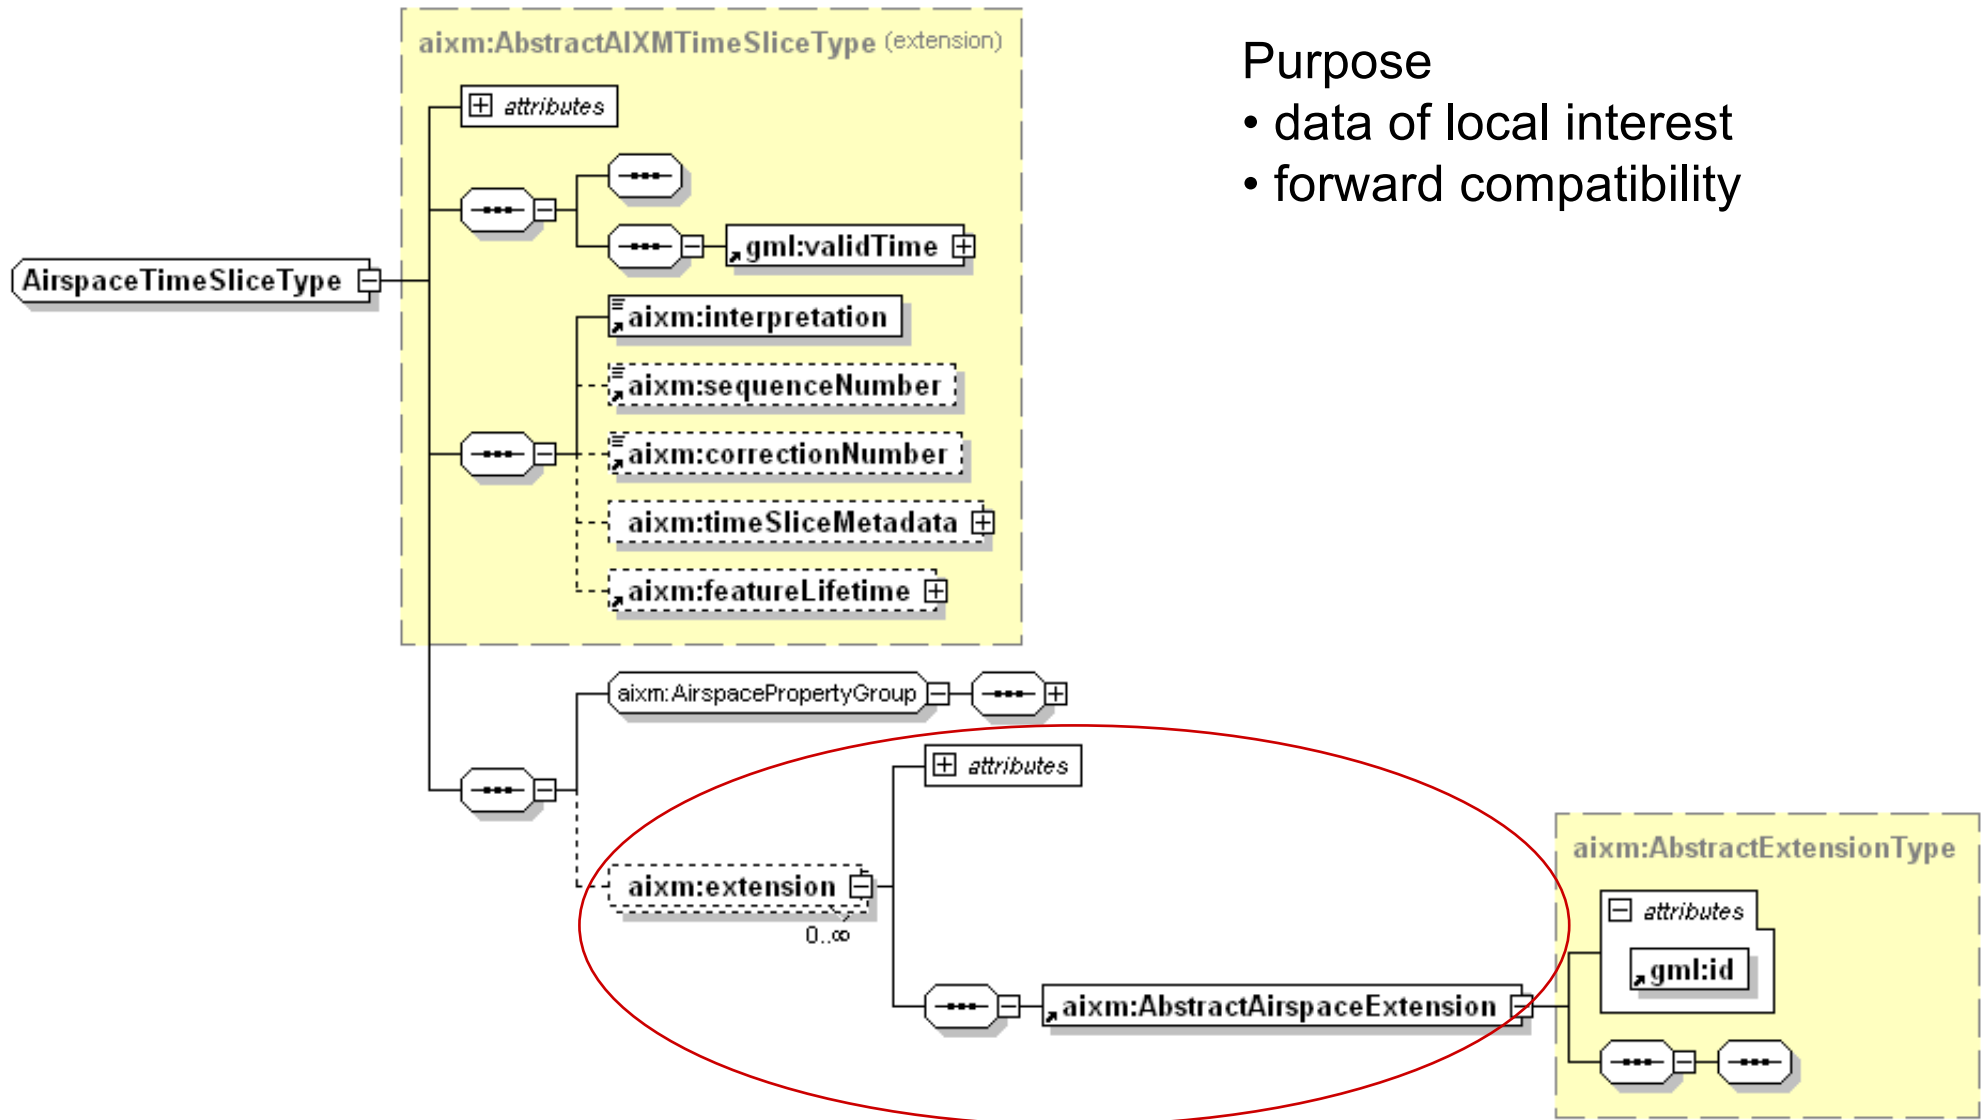 aixm:AbstractAIXMTimeSliceType (extension)
Purpose
• data of local interest
• forward compatibility
attributes
gml:validTime
AirspaceTimeSliceType
aixm:interpretation
aixm:sequenceNumber
aixm:correctionNumber
aixm:timeSliceMetadata
aixm:featureLifetime
aixm:AirspacePropertyGroup
attributes
aixm:extension
0..∞
aixm:AbstractAirspaceExtension
aixm:AbstractExtensionType
attributes
gml:id